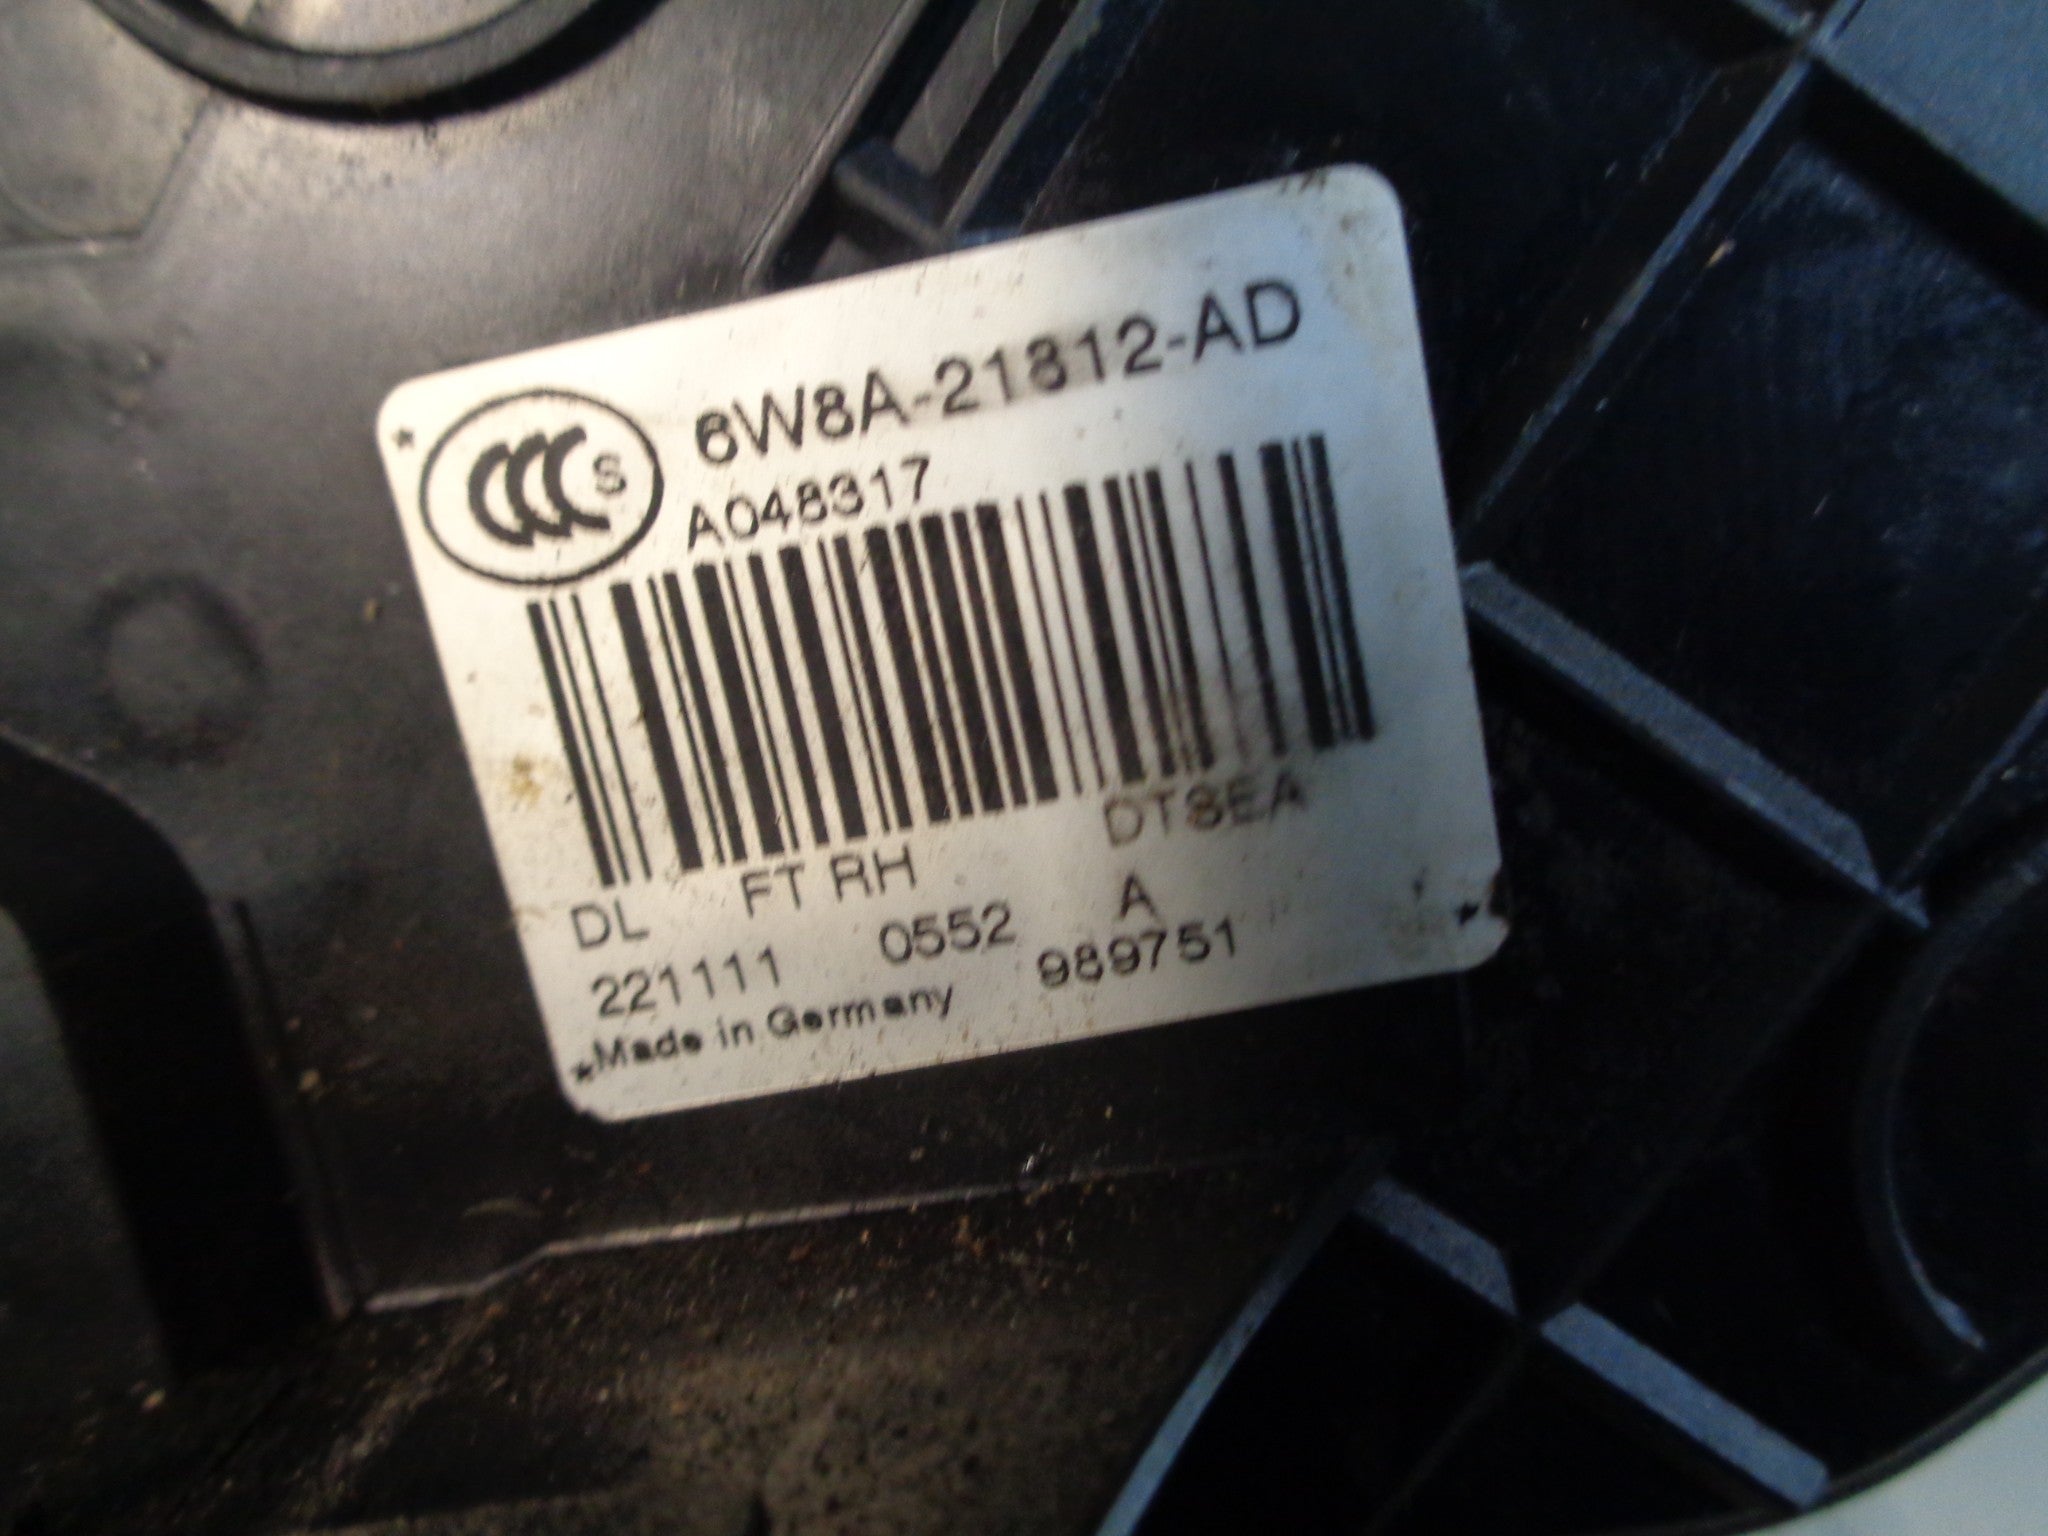 CCC S
6W8A-21812-AD
A048317
DL FT RH DTSEA
221111 0552 A
Made in Germany 989751